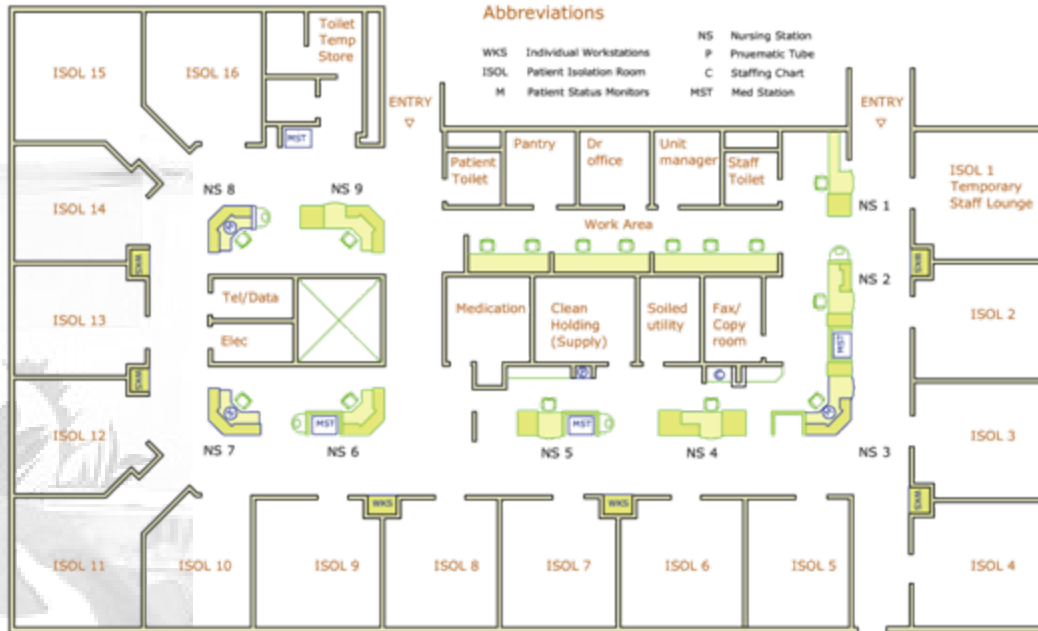 Abbreviations
WKS Individual Workstations
ISOL Patient Isolation Room
M Patient Status Monitors
NS Nursing Station
P Pnuematic Tube
C Staffing Chart
MST Med Station
ISOL 15
ISOL 16
Toilet
Temp
Store
MST
ENTRY
ENTRY
Patient
Toilet
Pantry
Dr
office
Unit
manager
Staff
Toilet
ISOL 1
Temporary
Staff Lounge
ISOL 14
NS 8
NS 9
NS 1
Work Area
WKS
WKS
NS 2
Tel/Data
Elec
Medication
Clean
Holding
(Supply)
Soiled
utility
Fax/
Copy
room
MST
ISOL 13
ISOL 2
WKS
ISOL 12
NS 7
MST
NS 6
MST
NS 5
NS 4
NS 3
ISOL 3
WKS
WKS
WKS
ISOL 11
ISOL 10
ISOL 9
ISOL 8
ISOL 7
ISOL 6
ISOL 5
ISOL 4